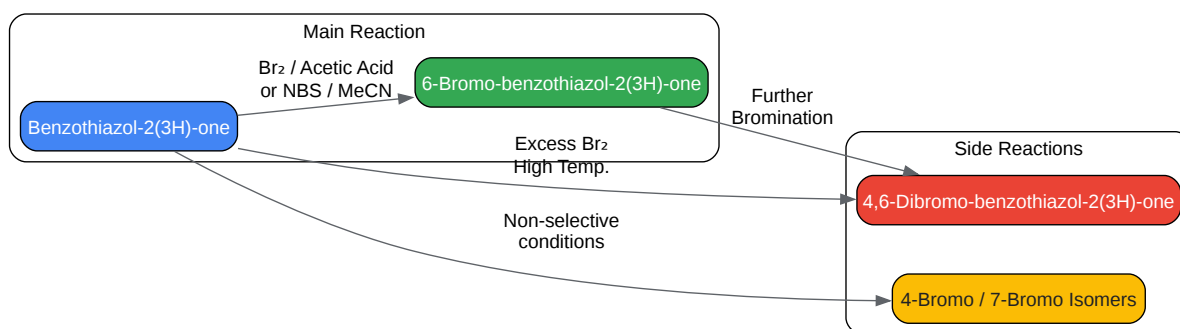 Main Reaction
Br₂ / Acetic Acid
or NBS / MeCN
6-Bromo-benzothiazol-2(3H)-one
Benzothiazol-2(3H)-one
Further
Bromination
Excess Br₂
High Temp.
Side Reactions
4,6-Dibromo-benzothiazol-2(3H)-one
Non-selective
conditions
4-Bromo / 7-Bromo Isomers